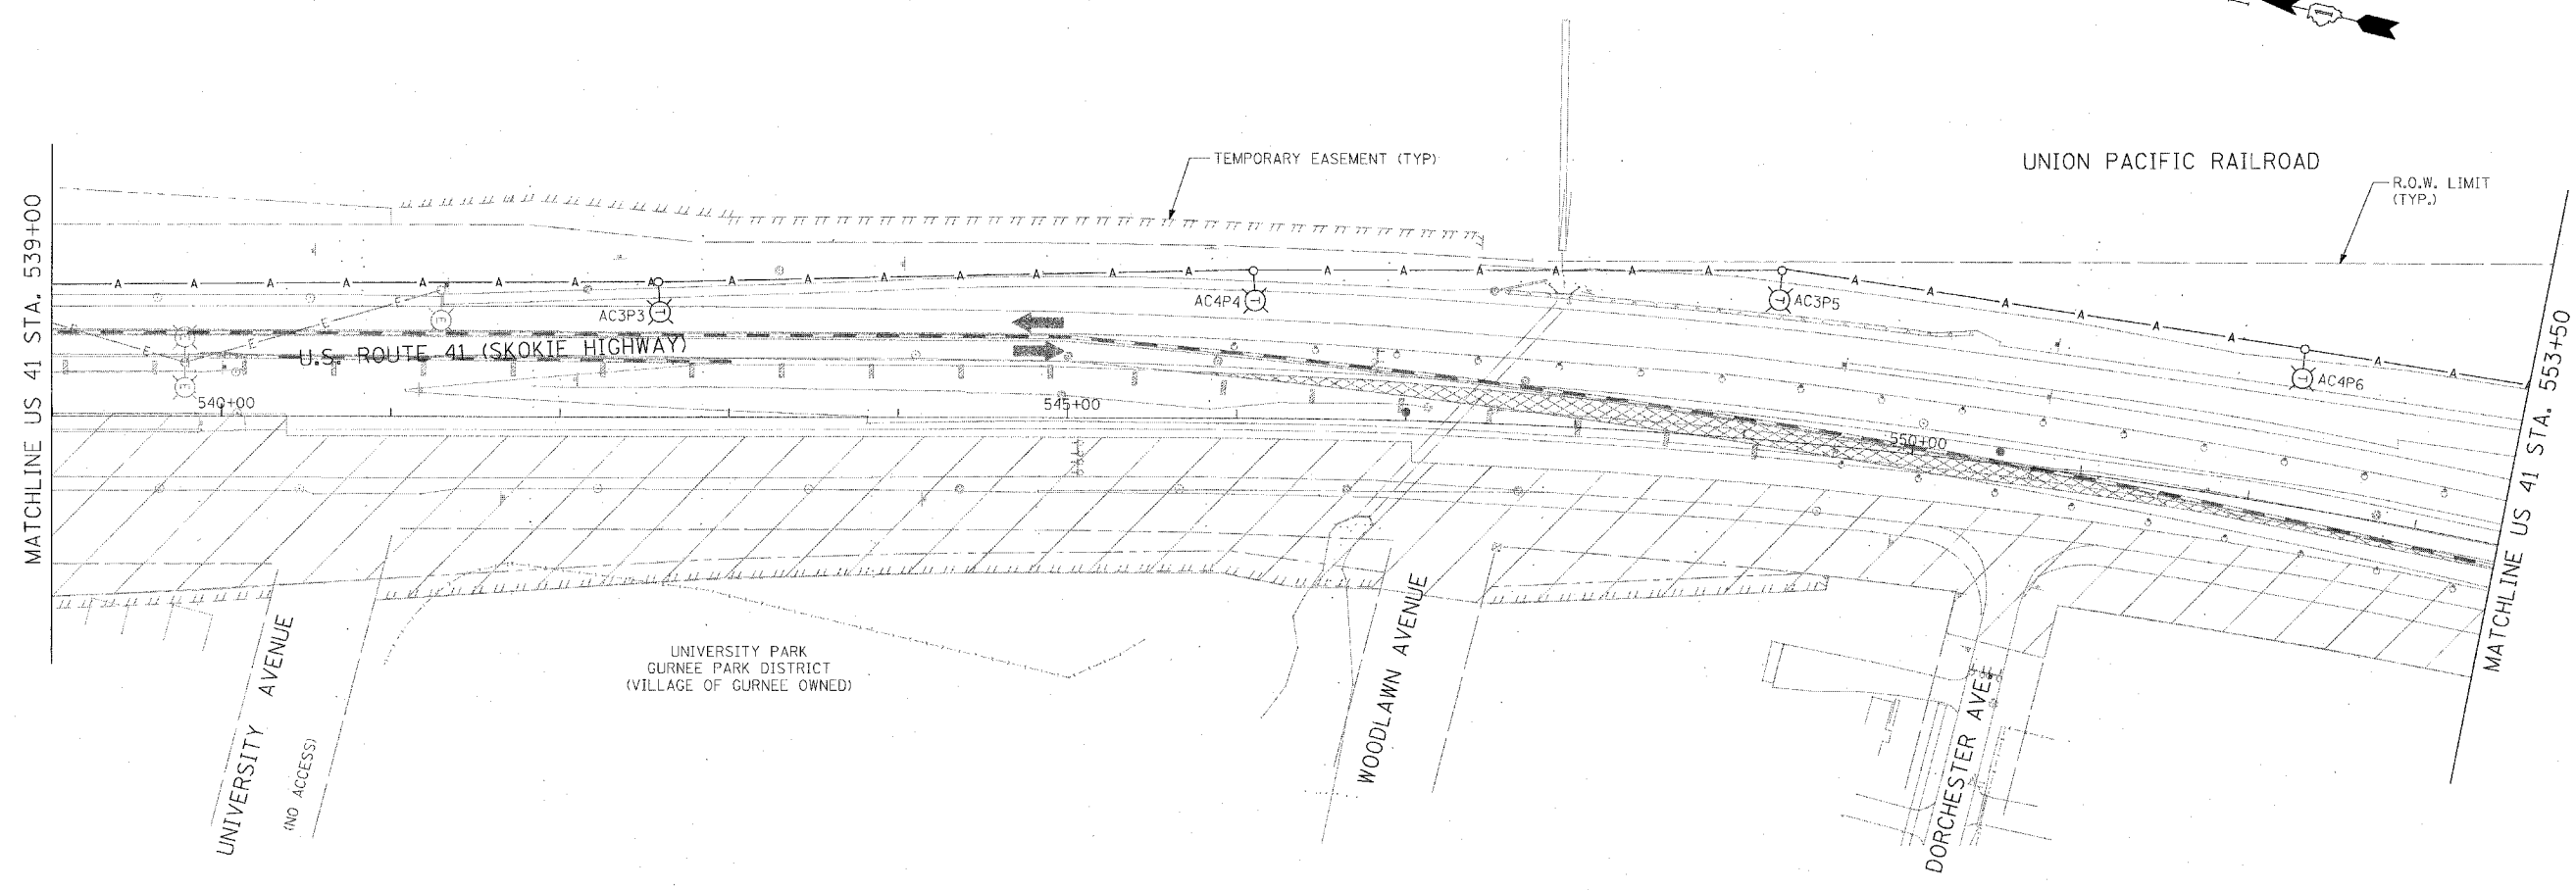 TEMPORARY EASEMENT (TYP)
UNION PACIFIC RAILROAD
R.O.W. LIMIT
(TYP.)
MATCHLINE US 41 STA. 539+00
A A A A A A A A A A A A A A A A A A A A A A A A A A A A A A
AC3P3
AC4P4
AC3P5
AC4P6
E E E E
U.S. ROUTE 41 (SKOKIE HIGHWAY)
540+00
545+00
550+00
MATCHLINE US 41 STA. 553+50
UNIVERSITY AVENUE
(NO ACCESS)
UNIVERSITY PARK
GURNEE PARK DISTRICT
(VILLAGE OF GURNEE OWNED)
WOODLAWN AVENUE
DORCHESTER AVE.